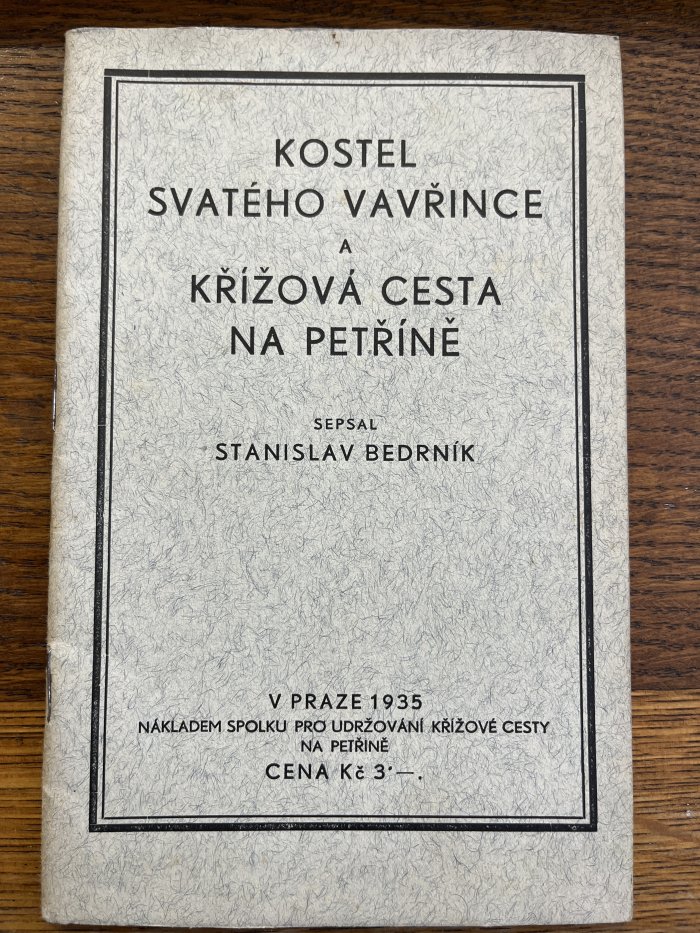 KOSTEL
SVATÉHO VAVŘINCE
A
KŘÍŽOVÁ CESTA
NA PETŘÍNĚ
SEPSAL
STANISLAV BEDRNÍK
V PRAZE 1935
NÁKLADEM SPOLKU PRO UDRŽOVÁNÍ KŘÍŽOVÉ CESTY
NA PETŘÍNĚ
CENA Kč 3·—.